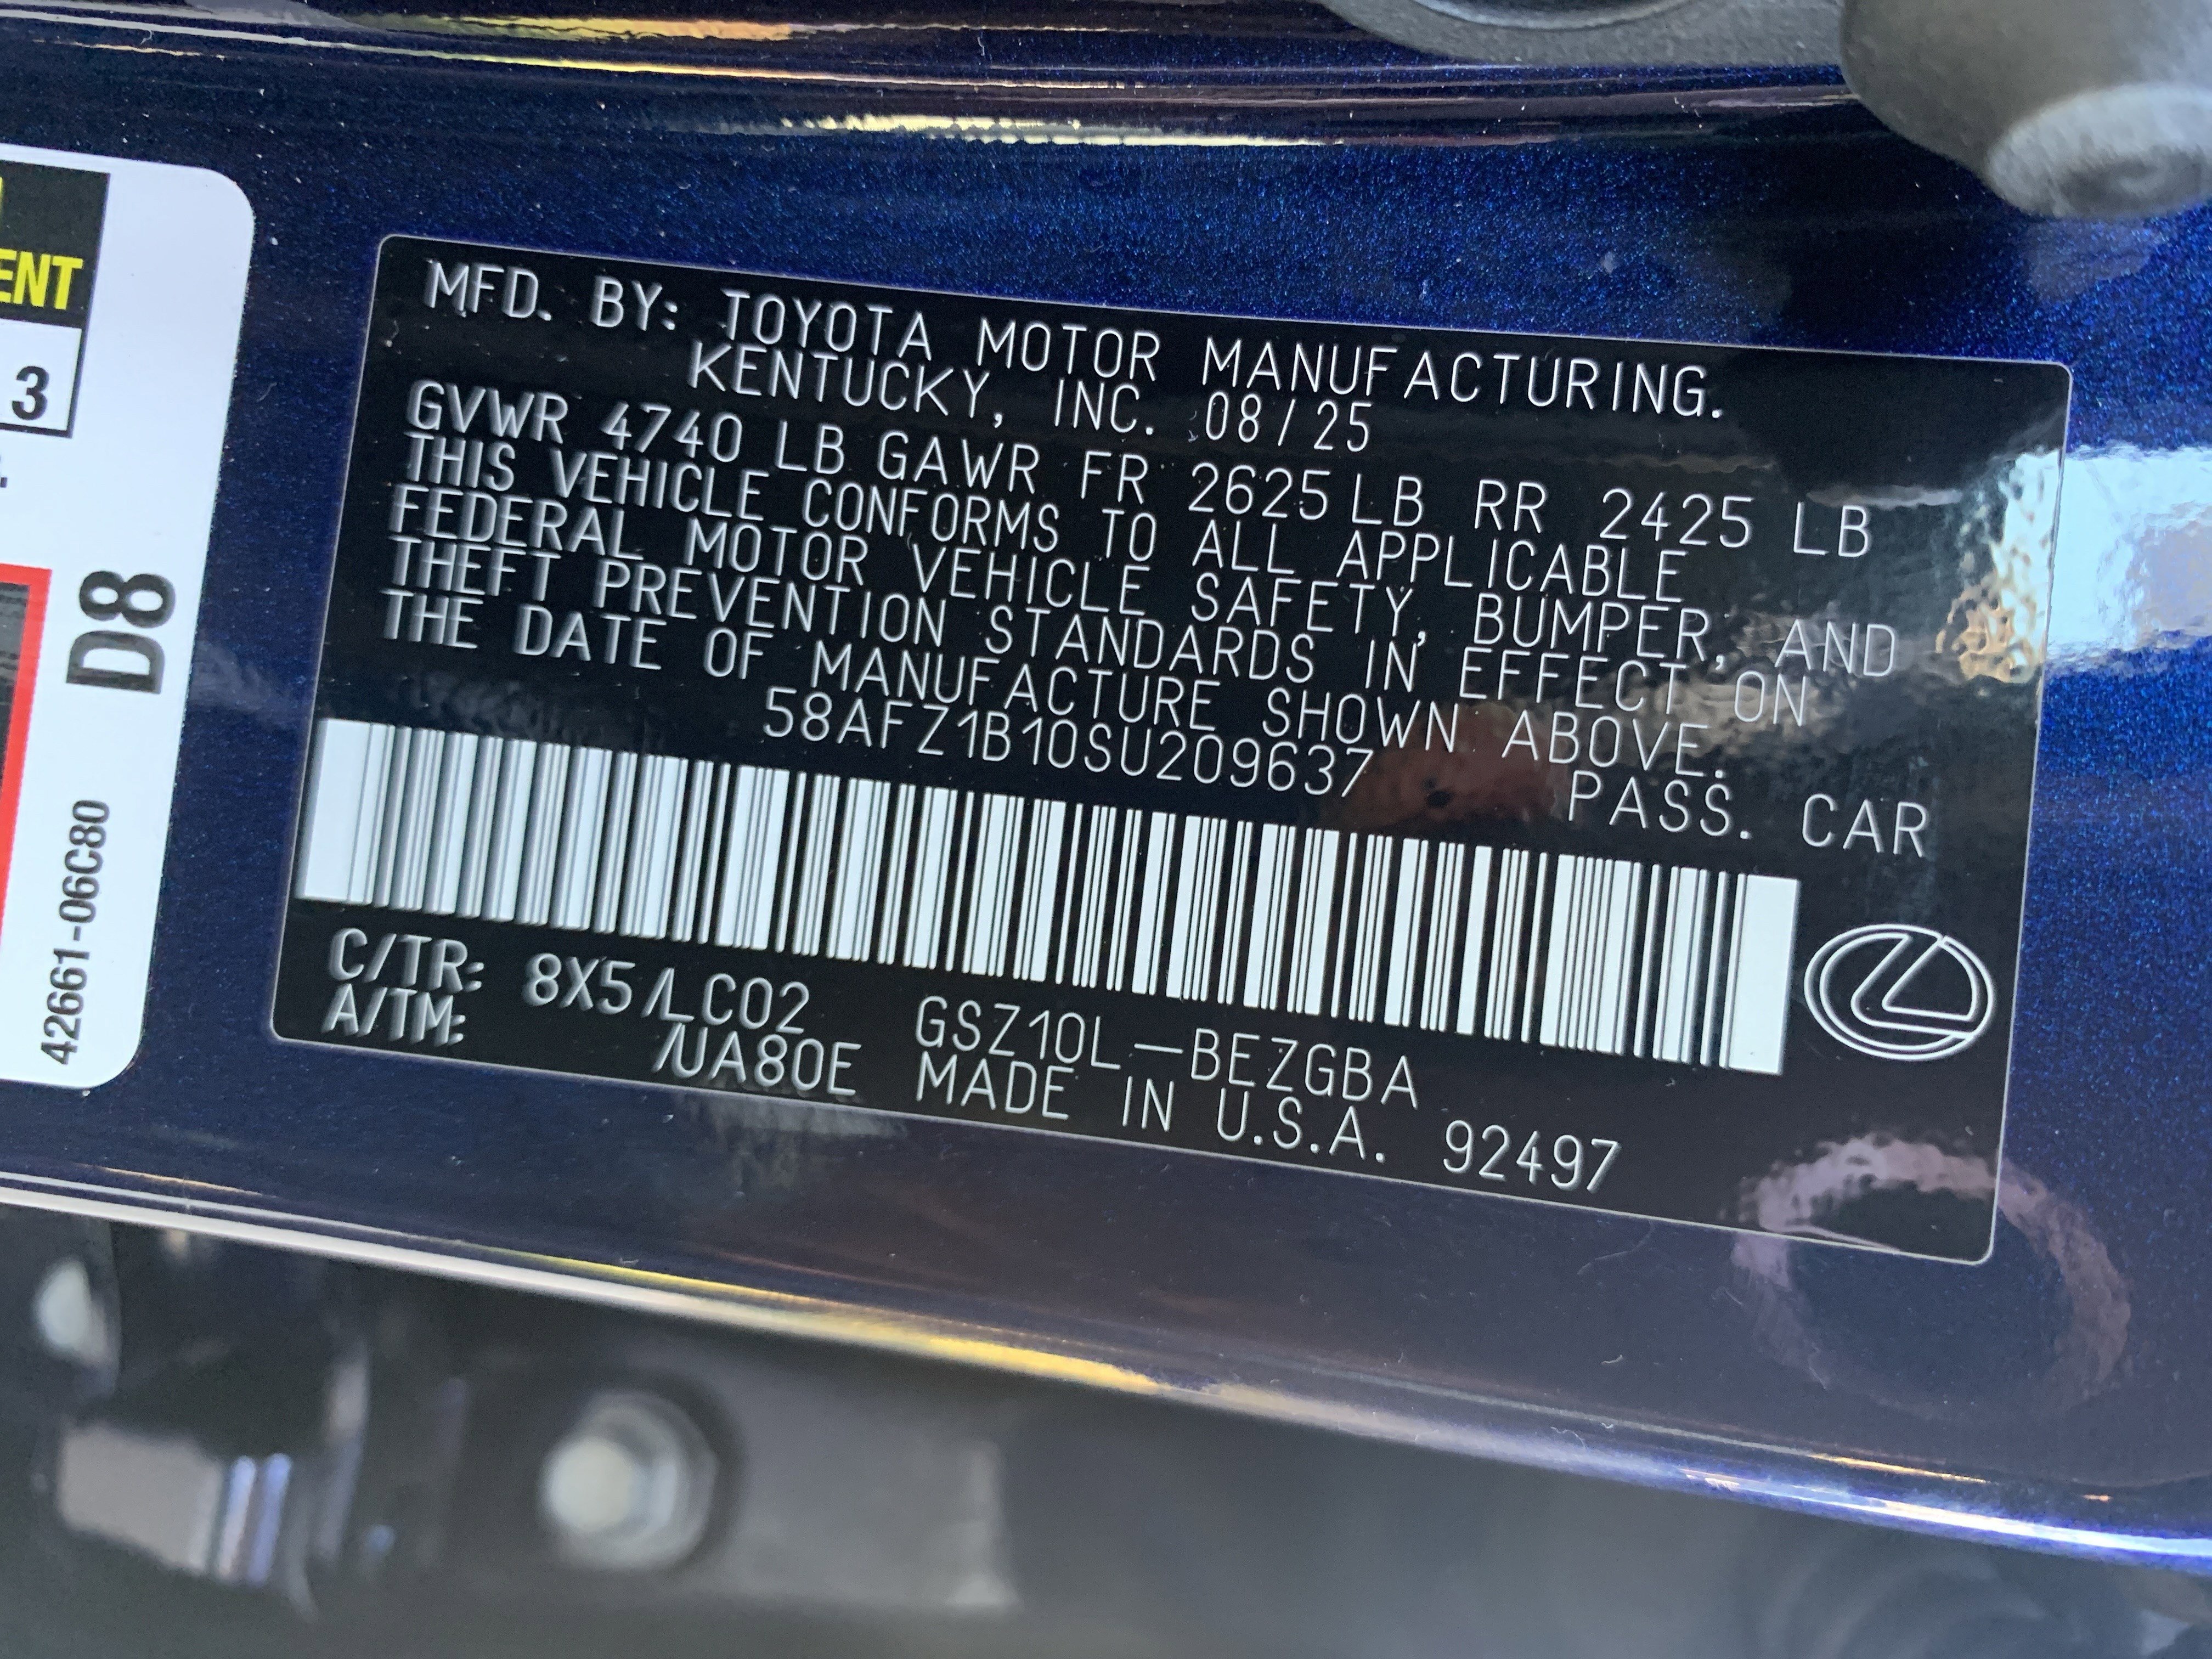 ENT
3
D8
42661-06C80
MFD. BY: TOYOTA MOTOR MANUFACTURING.
KENTUCKY, INC. 08/25
GVWR 4740 LB GAWR FR 2625 LB RR 2425 LB
THIS VEHICLE CONFORMS TO ALL APPLICABLE
FEDERAL MOTOR VEHICLE SAFETY, BUMPER, AND
THEFT PREVENTION STANDARDS IN EFFECT ON
THE DATE OF MANUFACTURE SHOWN ABOVE.
58AFZ1B10SU209637 PASS. CAR
C/TR: 8X5/LC02 GSZ10L-BEZGBA
A/TM: /UA80E MADE IN U.S.A. 92497